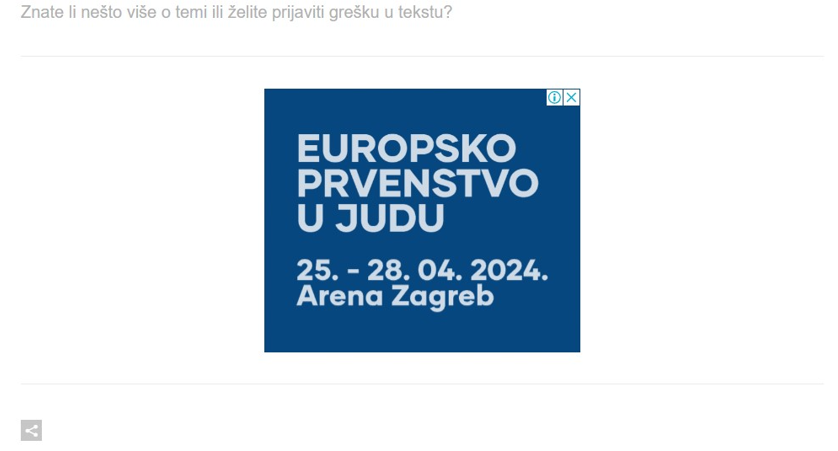 Znate li nešto više o temi ili želite prijaviti grešku u tekstu?
EUROPSKO
PRVENSTVO
U JUDU
25. - 28. 04. 2024.
Arena Zagreb